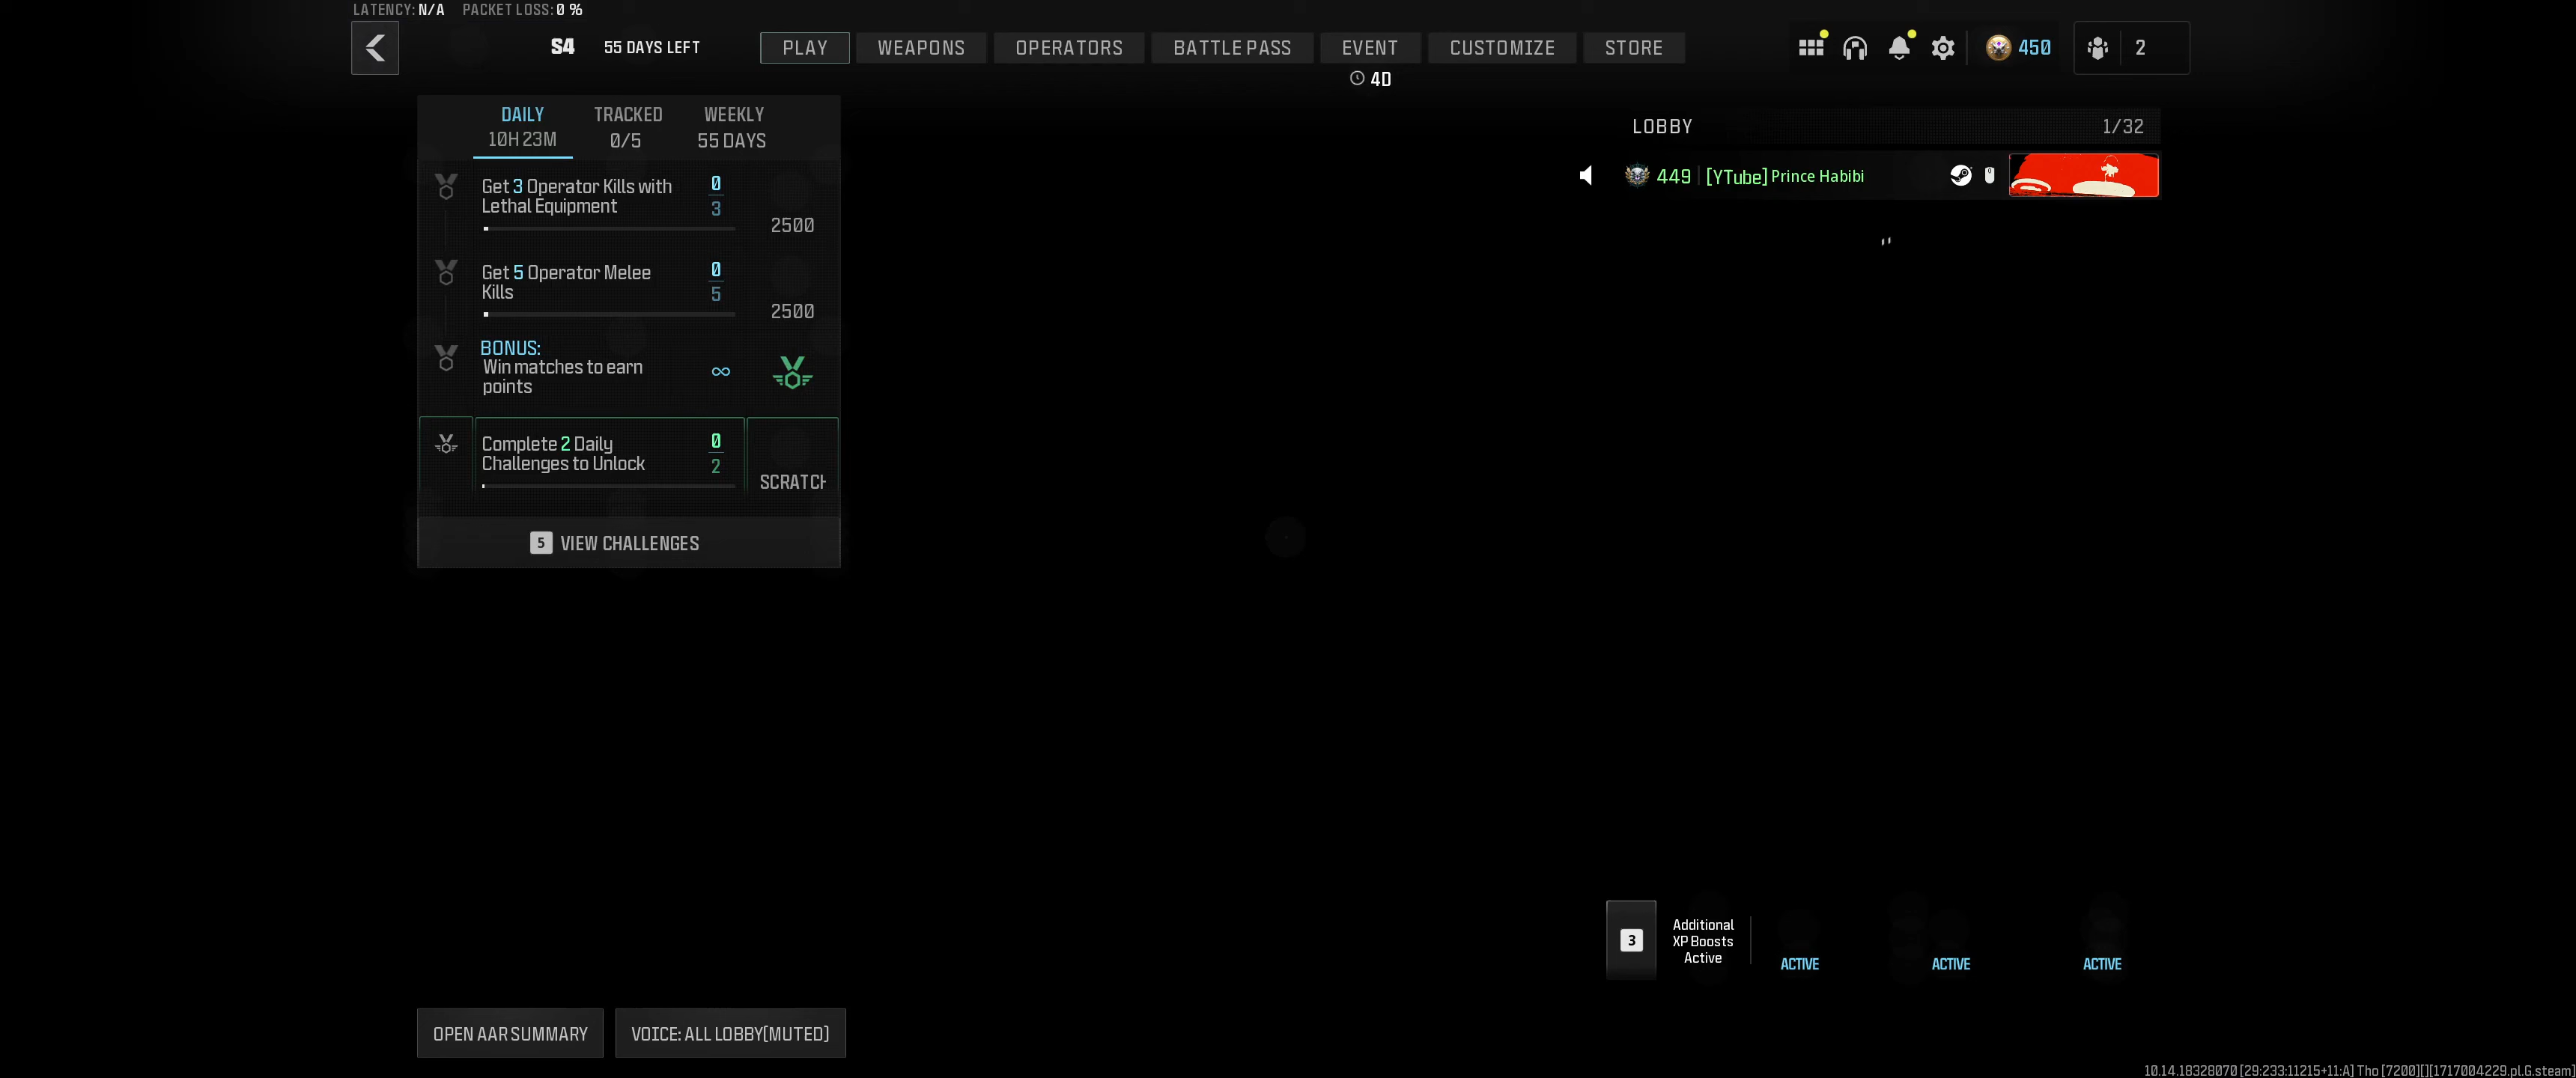 LATENCY: N/A PACKET LOSS: 0 %
S4 55 DAYS LEFT PLAY WEAPONS OPERATORS BATTLE PASS EVENT CUSTOMIZE STORE 450 2
4D
DAILY TRACKED WEEKLY
10H 23M 0/5 55 DAYS
LOBBY 1/32
449 [YTube] Prince Habibi
Get 3 Operator Kills with
Lethal Equipment
0
3
2500
Get 5 Operator Melee
Kills
0
5
2500
BONUS:
Win matches to earn
points
∞
Complete 2 Daily
Challenges to Unlock
0
2
SCRATCH
5 VIEW CHALLENGES
3
Additional
XP Boosts
Active
ACTIVE ACTIVE ACTIVE
OPEN AAR SUMMARY VOICE: ALL LOBBY(MUTED)
10.14.18328070 [29:233:11215+11:A] Tho [7200][][1717004229.pl.G.steam]